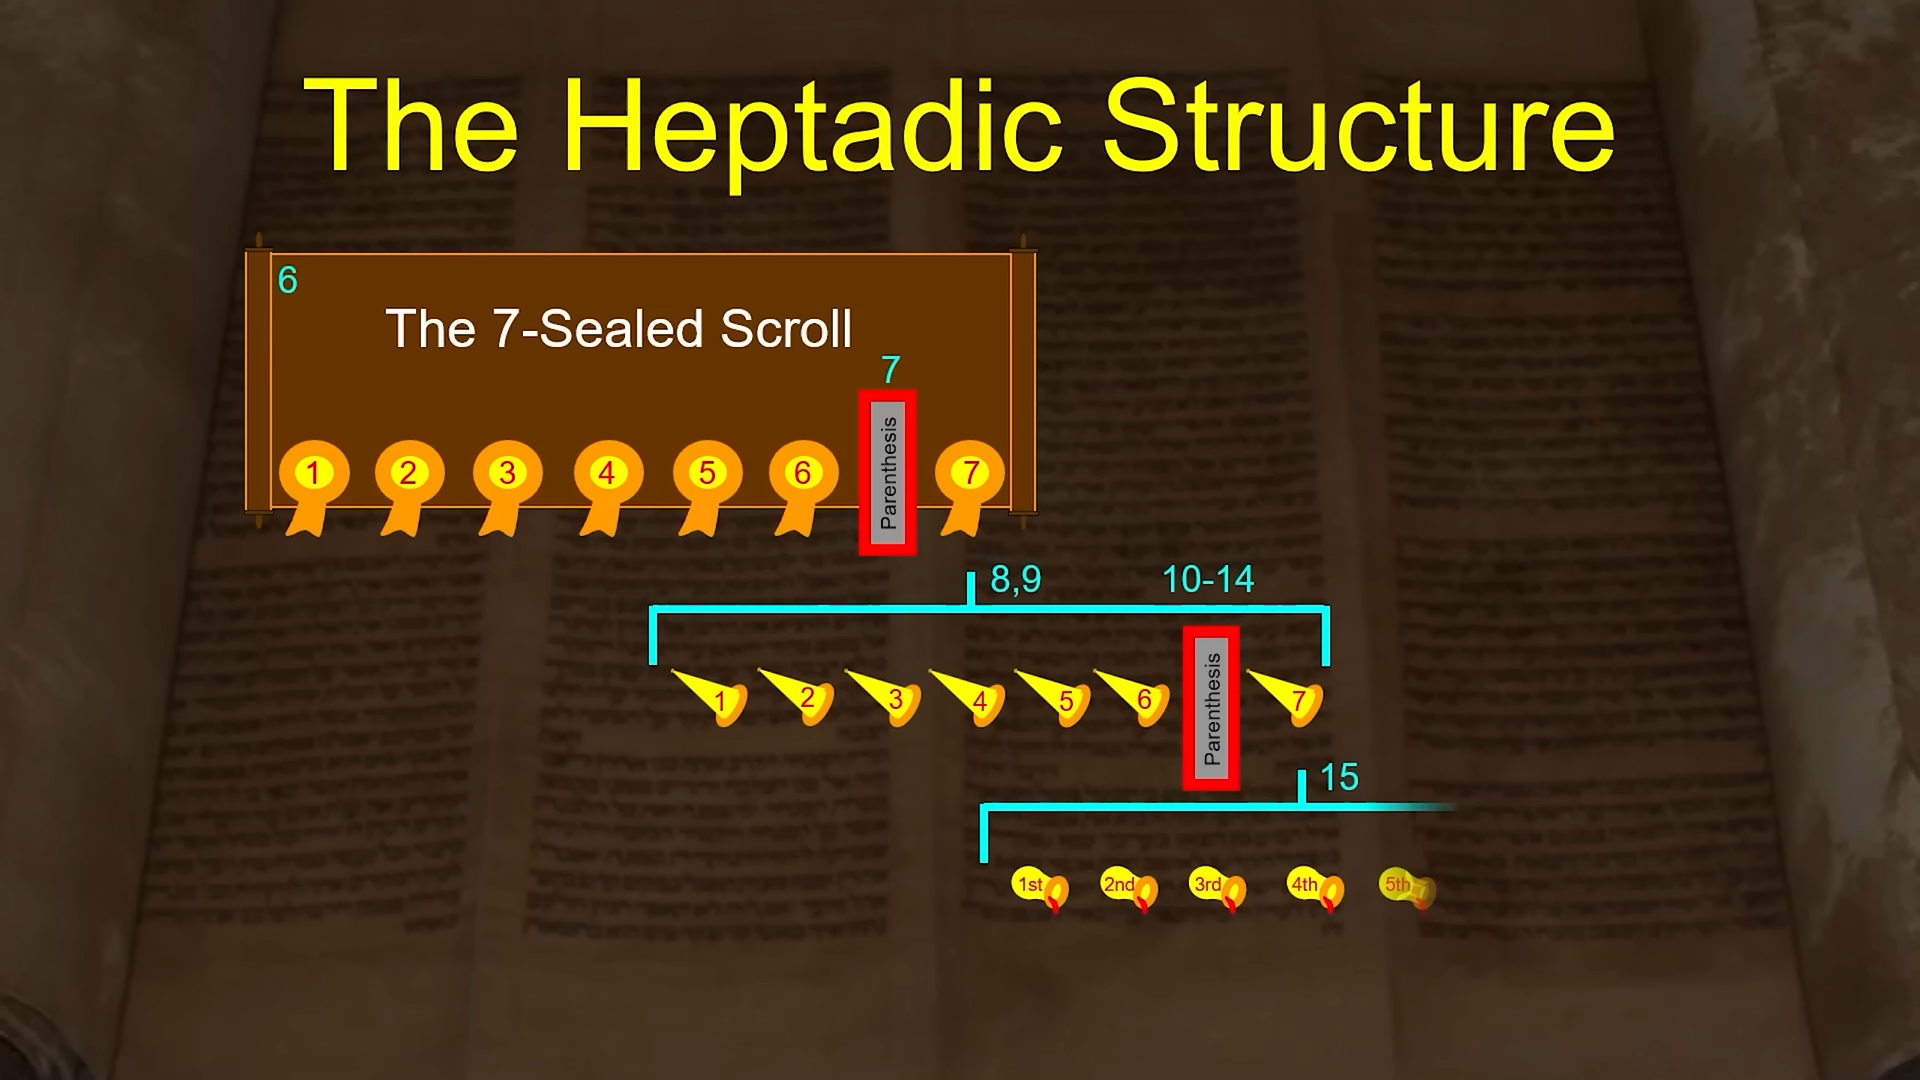 The Heptadic Structure
6
The 7-Sealed Scroll
7
1 2 3 4 5 6 Parenthesis 7
8,9 10-14
1 2 3 4 5 6 Parenthesis 7
15
1st 2nd 3rd 4th 5th